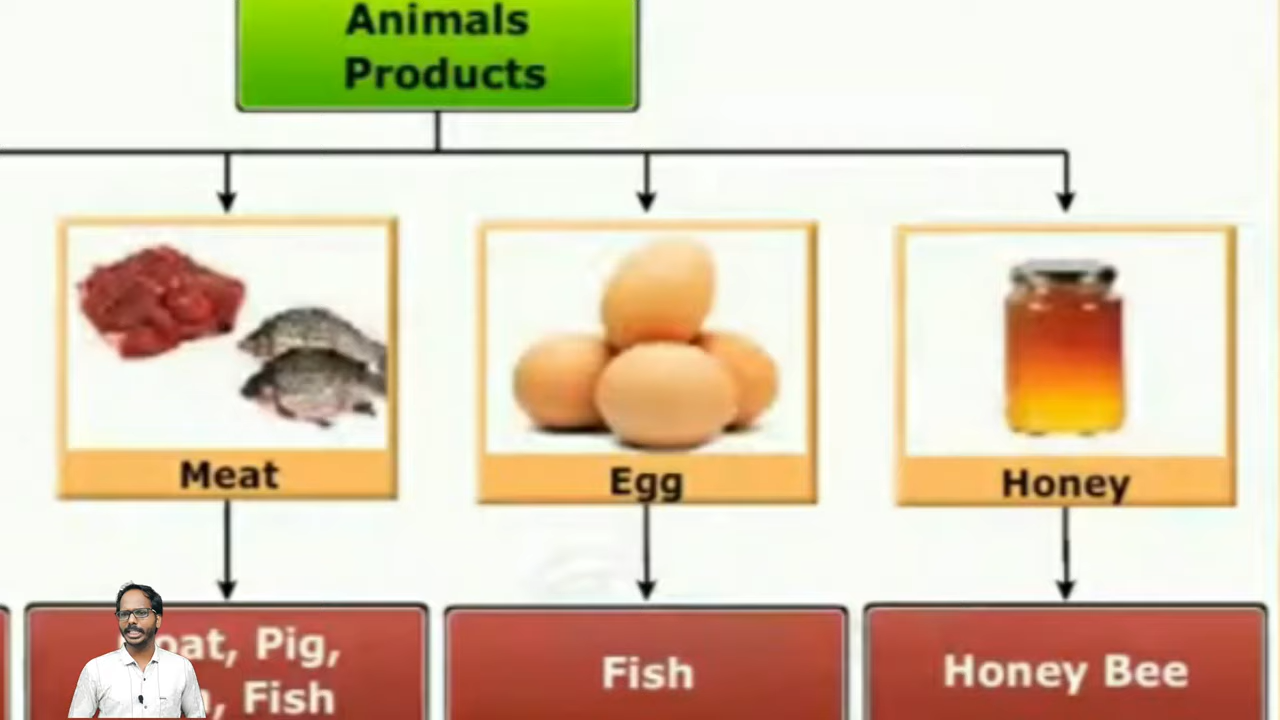 Animals
Products
Meat
Egg
Honey
Pig,
Fish
Fish
Honey Bee